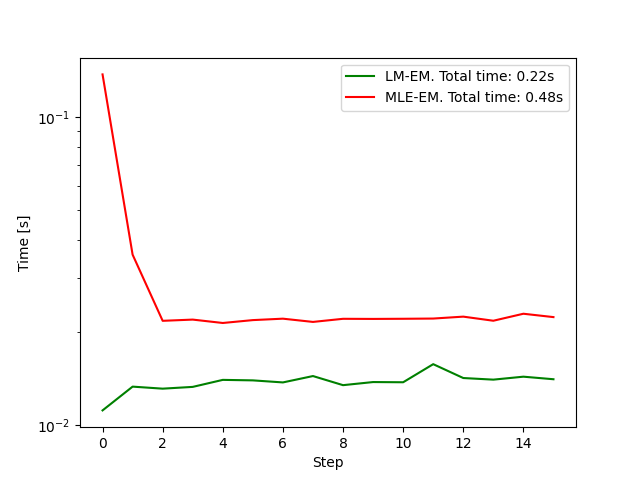 LM-EM. Total time: 0.22s
MLE-EM. Total time: 0.48s
10⁻¹
10⁻²
Time [s]
0 2 4 6 8 10 12 14
Step